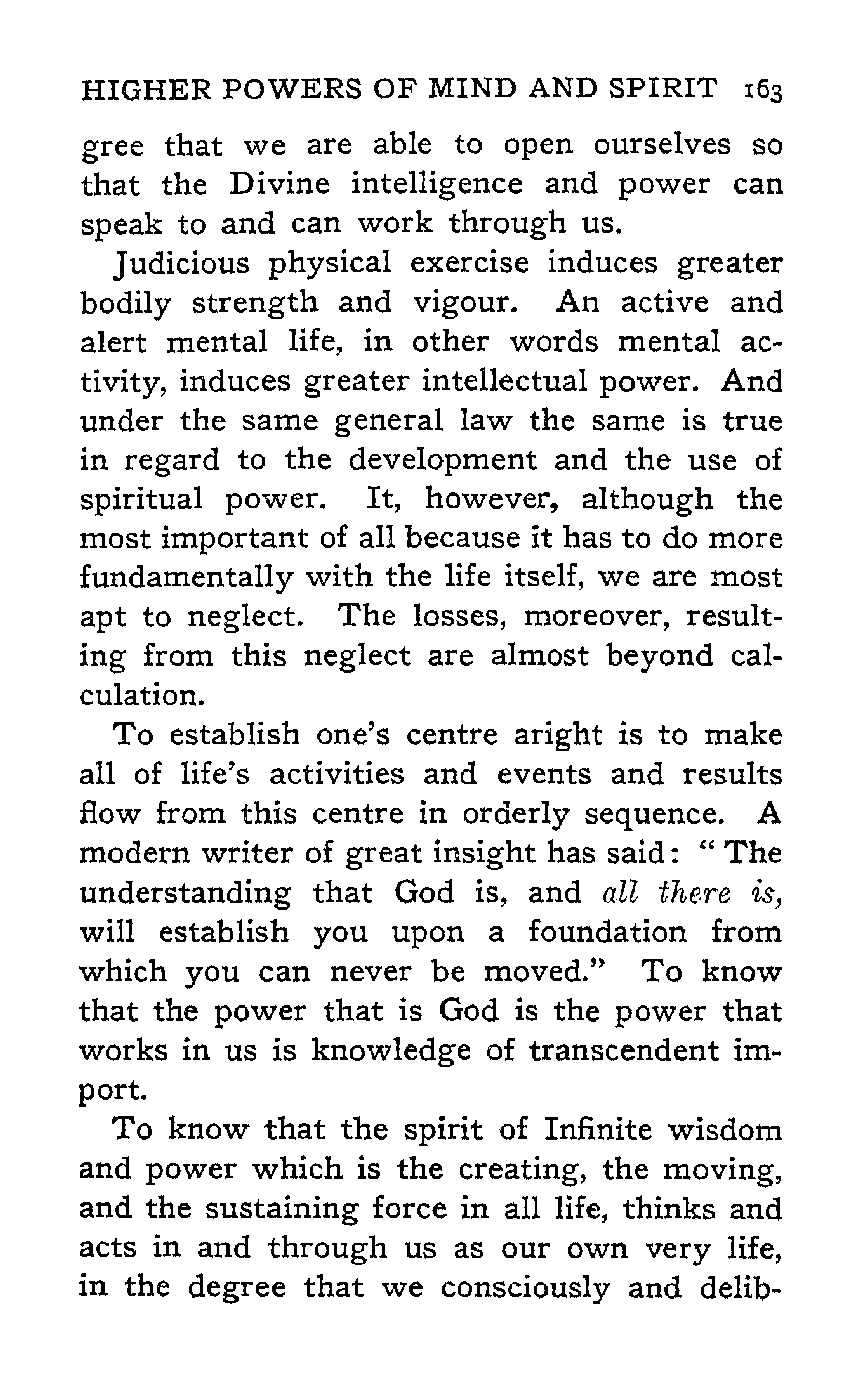 HIGHER POWERS OF MIND AND SPIRIT 163
gree that we are able to open ourselves so
that the Divine intelligence and power can
speak to and can work through us.
Judicious physical exercise induces greater
bodily strength and vigour. An active and
alert mental life, in other words mental ac-
tivity, induces greater intellectual power. And
under the same general law the same is true
in regard to the development and the use of
spiritual power. It, however, although the
most important of all because it has to do more
fundamentally with the life itself, we are most
apt to neglect. The losses, moreover, result-
ing from this neglect are almost beyond cal-
culation.
To establish one's centre aright is to make
all of life's activities and events and results
flow from this centre in orderly sequence. A
modern writer of great insight has said: “ The
understanding that God is, and all there is,
will establish you upon a foundation from
which you can never be moved.” To know
that the power that is God is the power that
works in us is knowledge of transcendent im-
port.
To know that the spirit of Infinite wisdom
and power which is the creating, the moving,
and the sustaining force in all life, thinks and
acts in and through us as our own very life,
in the degree that we consciously and delib-